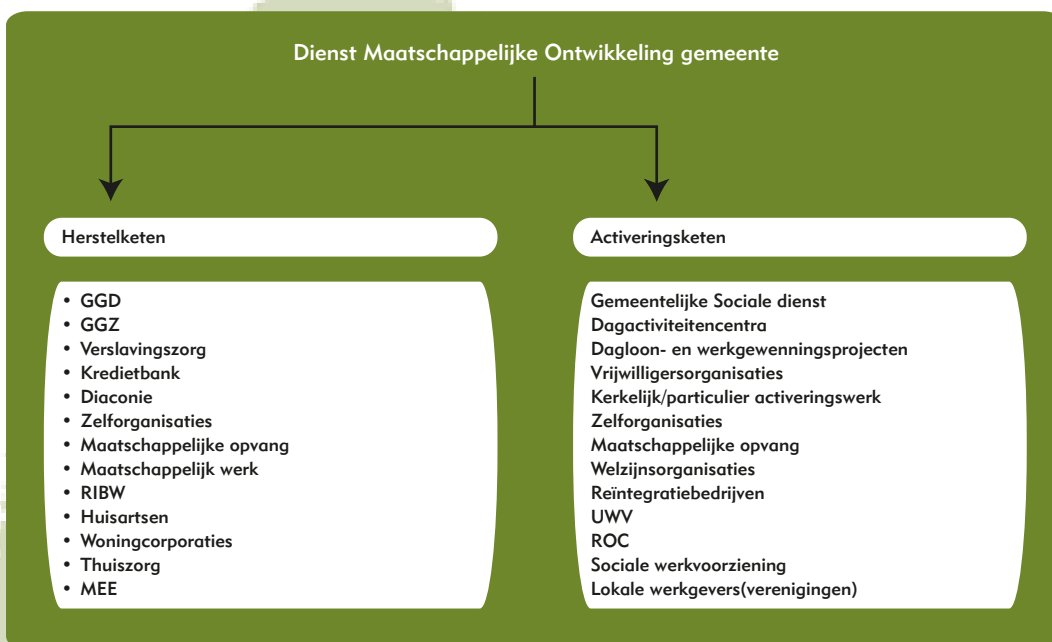 Dienst Maatschappelijke Ontwikkeling gemeente
Herstelketen
• GGD
• GGZ
• Verslavingszorg
• Kredietbank
• Diaconie
• Zelforganisaties
• Maatschappelijke opvang
• Maatschappelijk werk
• RIBW
• Huisartsen
• Woningcorporaties
• Thuiszorg
• MEE
Activeringsketen
Gemeentelijke Sociale dienst
Dagactiviteitencentra
Dagloon- en werkgewenningsprojecten
Vrijwilligersorganisaties
Kerkelijk/particulier activeringswerk
Zelforganisaties
Maatschappelijke opvang
Welzijnsorganisaties
Reïntegratiebedrijven
UWV
ROC
Sociale werkvoorziening
Lokale werkgevers(verenigingen)